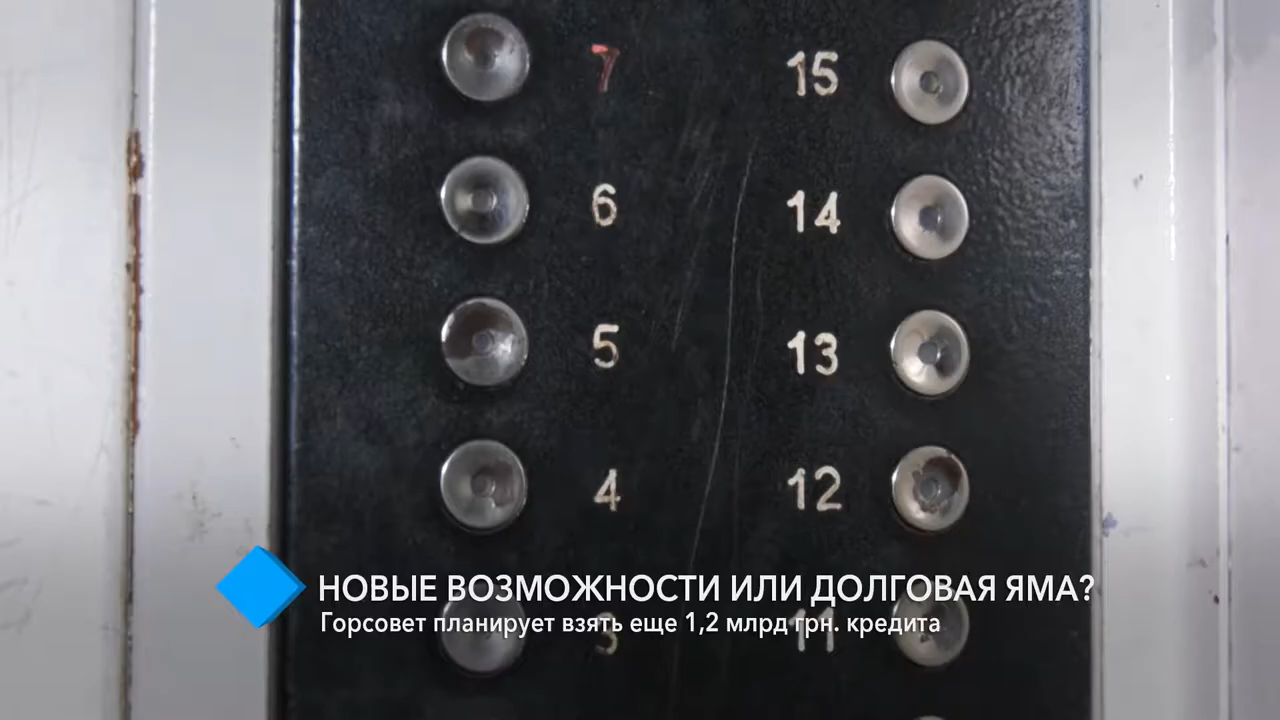 7 15
6 14
5 13
4 12
НОВЫЕ ВОЗМОЖНОСТИ ИЛИ ДОЛГОВАЯ ЯМА?
Горсовет планирует взять еще 1,2 млрд грн. кредита
3 11